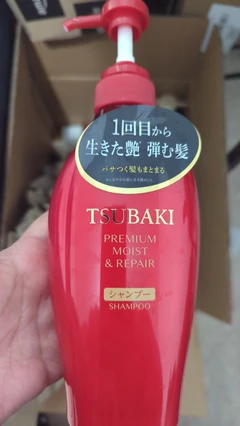 1回目から
生きた艶 弾む髪
パサつく髪もまとまる
TSUBAKI
PREMIUM
MOIST
& REPAIR
シャンプー
SHAMPOO